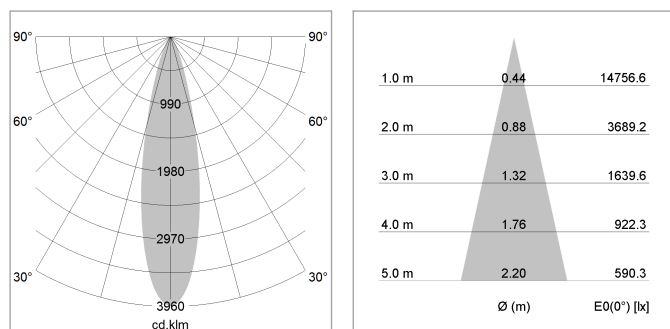 90° 90°
990
60° 60°
1980
2970
30° 30°
3960
cd.klm
1.0 m 0.44 14756.6
2.0 m 0.88 3689.2
3.0 m 1.32 1639.6
4.0 m 1.76 922.3
5.0 m 2.20 590.3
Ø (m) E0(0°) [lx]